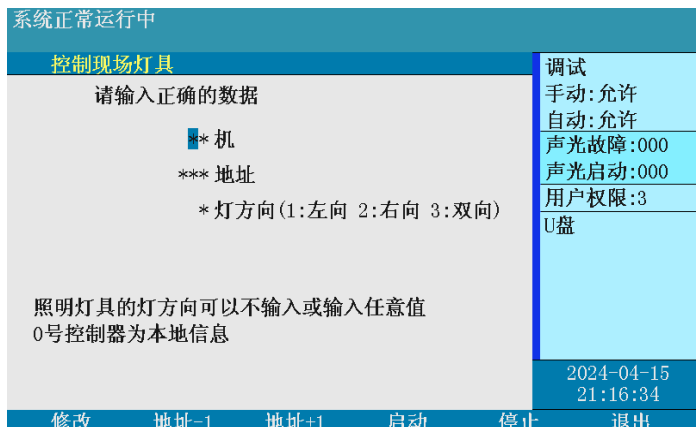 系统正常运行中
控制现场灯具
请输入正确的数据
**机
***地址
*灯方向(1:左向 2:右向 3:双向)
照明灯具的灯方向可以不输入或输入任意值
0号控制器为本地信息
调试
手动:允许
自动:允许
声光故障:000
声光启动:000
用户权限:3
U盘
2024-04-15
21:16:34
修改 地址-1 地址+1 启动 停止 退出